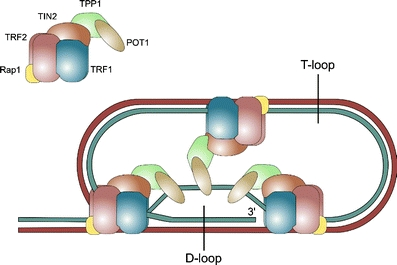 TPP1
TIN2
TRF2
POT1
Rap1
TRF1
T-loop
3'
D-loop